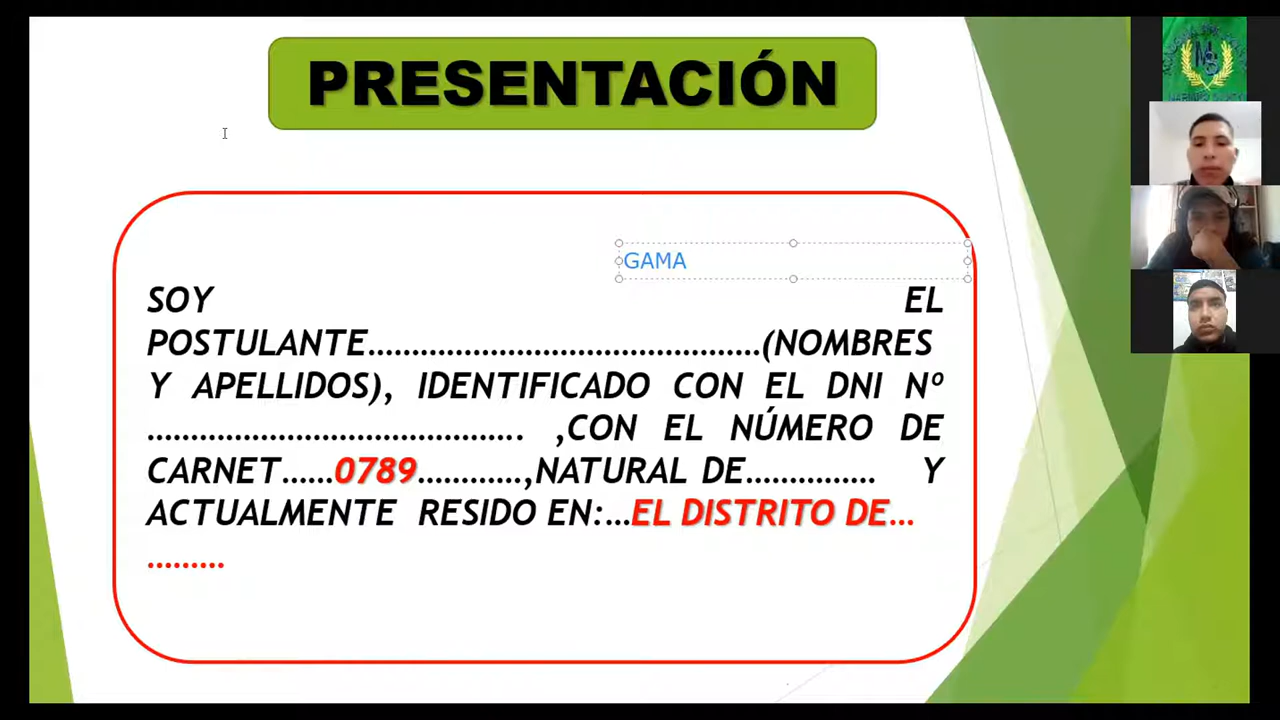 PRESENTACIÓN
GAMA
SOY EL
POSTULANTE.............................................(NOMBRES
Y APELLIDOS), IDENTIFICADO CON EL DNI Nº
........................................... ,CON EL NÚMERO DE
CARNET......0789............,NATURAL DE............... Y
ACTUALMENTE RESIDO EN:...EL DISTRITO DE...
.........